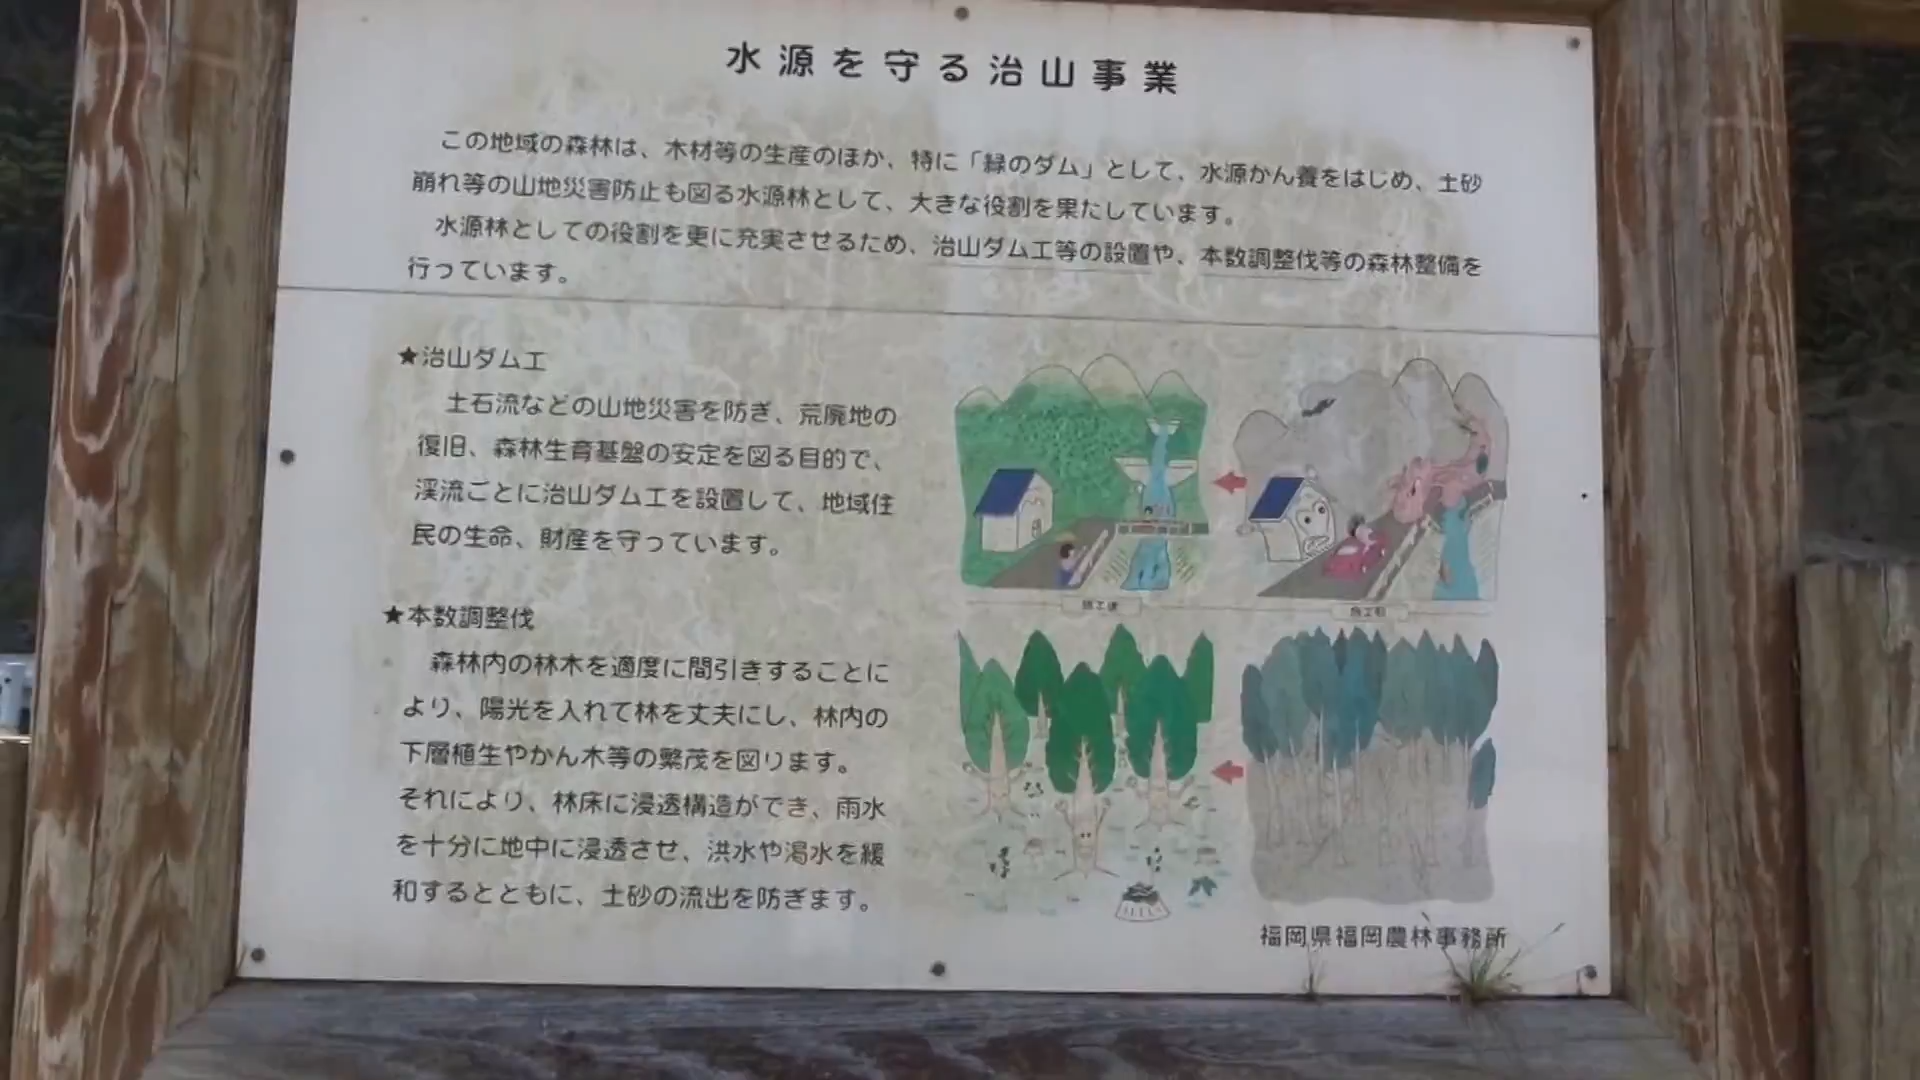 水源を守る治山事業
この地域の森林は、木材等の生産のほか、特に「緑のダム」として、水源かん養をはじめ、土砂
崩れ等の山地災害防止も図る水源林として、大きな役割を果たしています。
水源林としての役割を更に充実させるため、治山ダム工等の設置や、本数調整伐等の森林整備を
行っています。
★治山ダム工
土石流などの山地災害を防ぎ、荒廃地の
復旧、森林生育基盤の安定を図る目的で、
渓流ごとに治山ダム工を設置して、地域住
民の生命、財産を守っています。
施工後
施工前
★本数調整伐
森林内の林木を適度に間引きすることに
より、陽光を入れて林を丈夫にし、林内の
下層植生やかん木等の繁茂を図ります。
それにより、林床に浸透構造ができ、雨水
を十分に地中に浸透させ、洪水や渇水を緩
和するとともに、土砂の流出を防ぎます。
福岡県福岡農林事務所